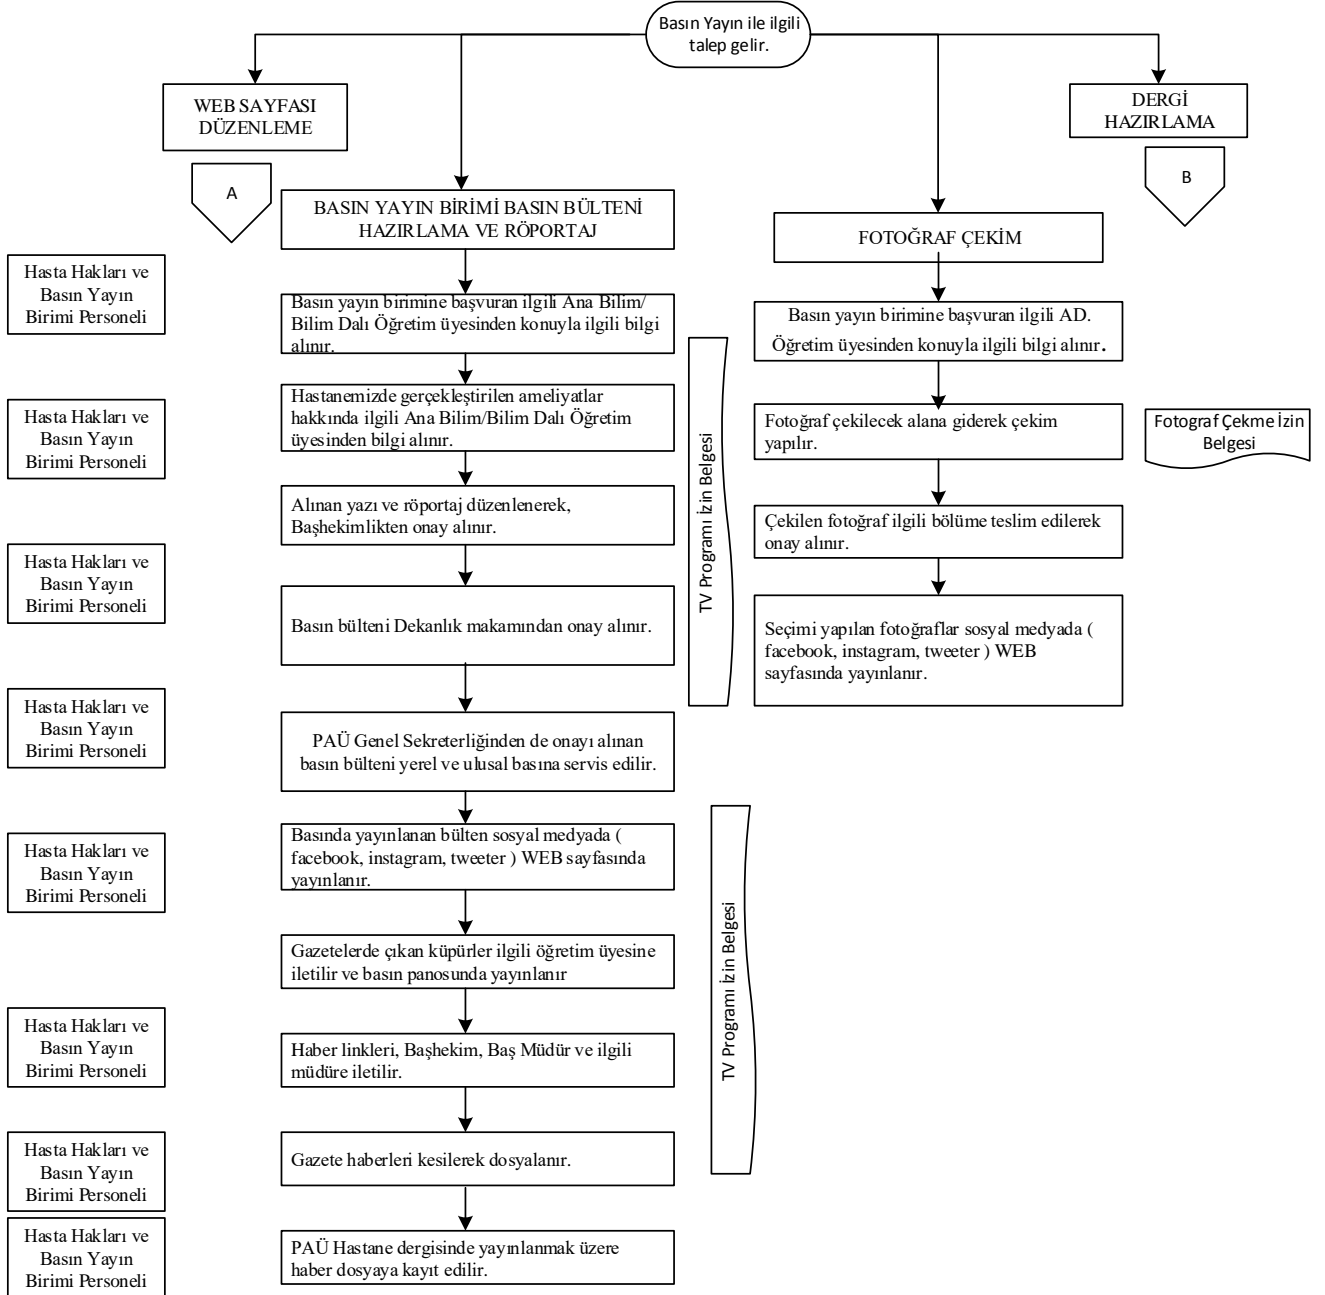 Basın Yayın ile ilgili
talep gelir.
WEB SAYFASI
DÜZENLEME
DERGİ
HAZIRLAMA
A
B
BASIN YAYIN BİRİMİ BASIN BÜLTENİ
HAZIRLAMA VE RÖPORTAJ
FOTOĞRAF ÇEKİM
Hasta Hakları ve
Basın Yayın
Birimi Personeli
Basın yayın birimine başvuran ilgili Ana Bilim/
Bilim Dalı Öğretim üyesinden konuyla ilgili bilgi
alınır.
Basın yayın birimine başvuran ilgili AD.
Öğretim üyesinden konuyla ilgili bilgi alınır.
Hasta Hakları ve
Basın Yayın
Birimi Personeli
Hastanemizde gerçekleştirilen ameliyatlar
hakkında ilgili Ana Bilim/Bilim Dalı Öğretim
üyesinden bilgi alınır.
TV Programı İzin Belgesi
Fotoğraf çekilecek alana giderek çekim
yapılır.
Fotograf Çekme İzin
Belgesi
Alınan yazı ve röportaj düzenlenerek,
Başhekimlikten onay alınır.
Çekilen fotoğraf ilgili bölüme teslim edilerek
onay alınır.
Hasta Hakları ve
Basın Yayın
Birimi Personeli
Basın bülteni Dekanlık makamından onay alınır.
Seçimi yapılan fotoğraflar sosyal medyada (
facebook, instagram, tweeter ) WEB
sayfasında yayınlanır.
Hasta Hakları ve
Basın Yayın
Birimi Personeli
PAÜ Genel Sekreterliğinden de onayı alınan
basın bülteni yerel ve ulusal basına servis edilir.
Hasta Hakları ve
Basın Yayın
Birimi Personeli
Basında yayınlanan bülten sosyal medyada (
facebook, instagram, tweeter ) WEB sayfasında
yayınlanır.
TV Programı İzin Belgesi
Gazetelerde çıkan küpürler ilgili öğretim üyesine
iletilir ve basın panosunda yayınlanır
Hasta Hakları ve
Basın Yayın
Birimi Personeli
Haber linkleri, Başhekim, Baş Müdür ve ilgili
müdüre iletilir.
Hasta Hakları ve
Basın Yayın
Birimi Personeli
Gazete haberleri kesilerek dosyalanır.
Hasta Hakları ve
Basın Yayın
Birimi Personeli
PAÜ Hastane dergisinde yayınlanmak üzere
haber dosyaya kayıt edilir.